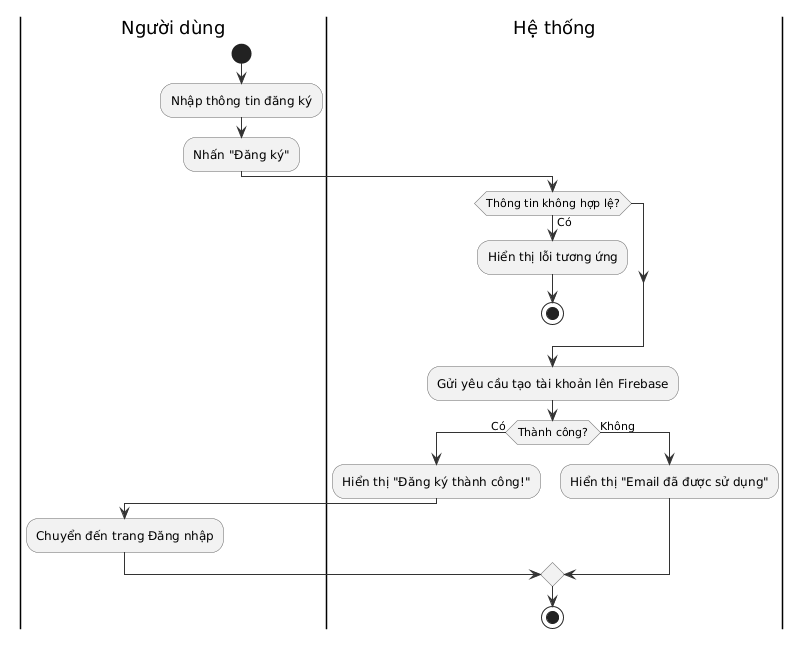 Người dùng
Hệ thống
Nhập thông tin đăng ký
Nhấn "Đăng ký"
Thông tin không hợp lệ?
Có
Hiển thị lỗi tương ứng
Gửi yêu cầu tạo tài khoản lên Firebase
Có
Thành công?
Không
Hiển thị "Đăng ký thành công!"
Hiển thị "Email đã được sử dụng"
Chuyển đến trang Đăng nhập